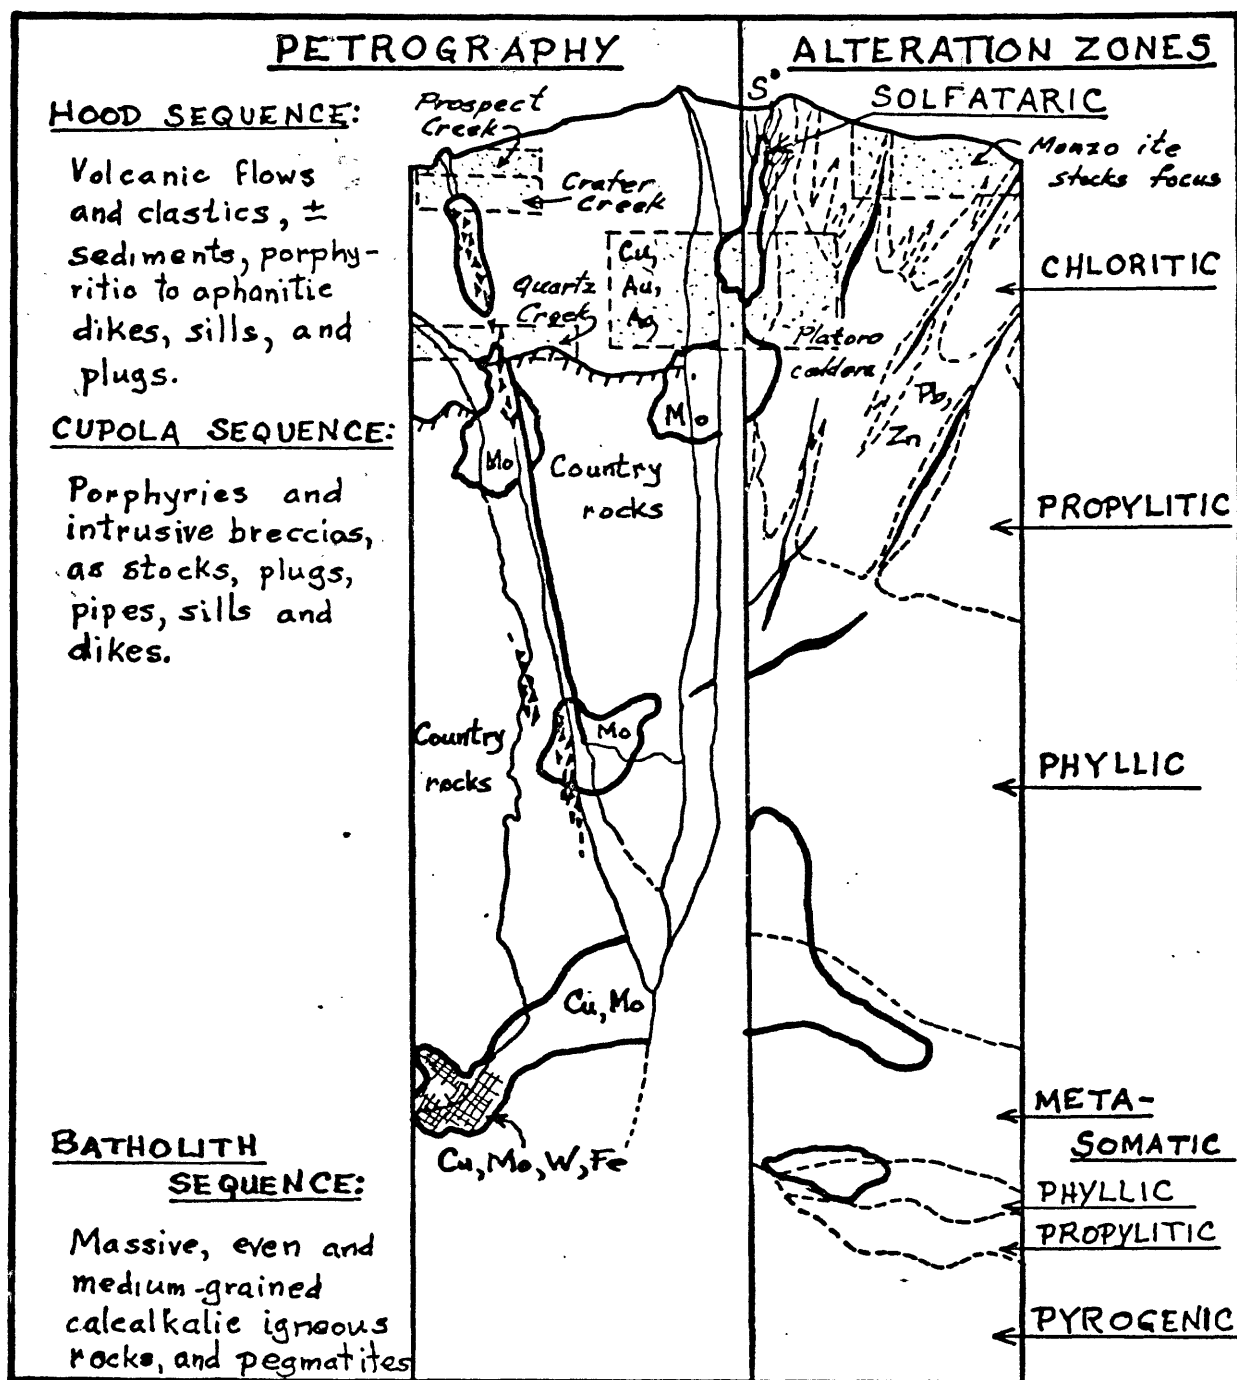 PETROGRAPHY
ALTERATION ZONES
HOOD SEQUENCE:
Volcanic flows
and clastics, ±
sediments, porphy-
ritic to aphanitic
dikes, sills, and
plugs.
CUPOLA SEQUENCE:
Porphyries and
intrusive breccias,
as stocks, plugs,
pipes, sills and
dikes.
BATHOLITH
SEQUENCE:
Massive, even and
medium-grained
calcalkalic igneous
rocks, and pegmatites
Prospect
Creek
Crater
Creek
Quartz
Creek
Cu,
Au,
Ag
Mo
Mo
Country
rocks
Country
rocks
Mo
Cu, Mo
Cu, Mo, W, Fe
S°
SOLFATARIC
Monzo ite
stocks focus
Platoro
caldera
Pb,
Zn
CHLORITIC
PROPYLITIC
PHYLLIC
META-
SOMATIC
PHYLLIC
PROPYLITIC
PYROGENIC